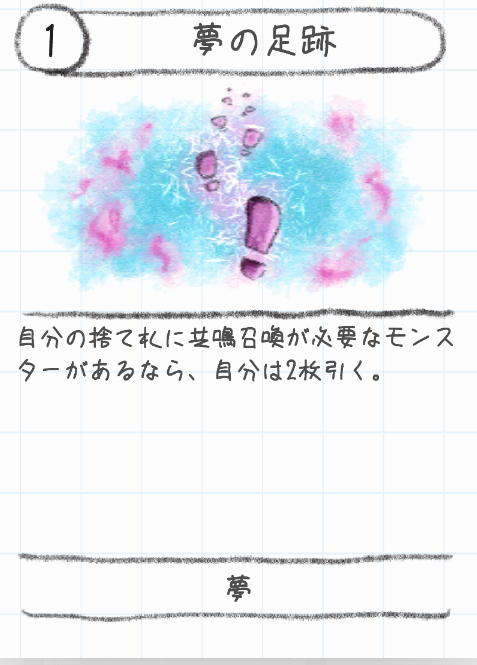 1
夢の足跡
自分の捨て札に共鳴召喚が必要なモンス
ターがあるなら、自分は2枚引く。
夢